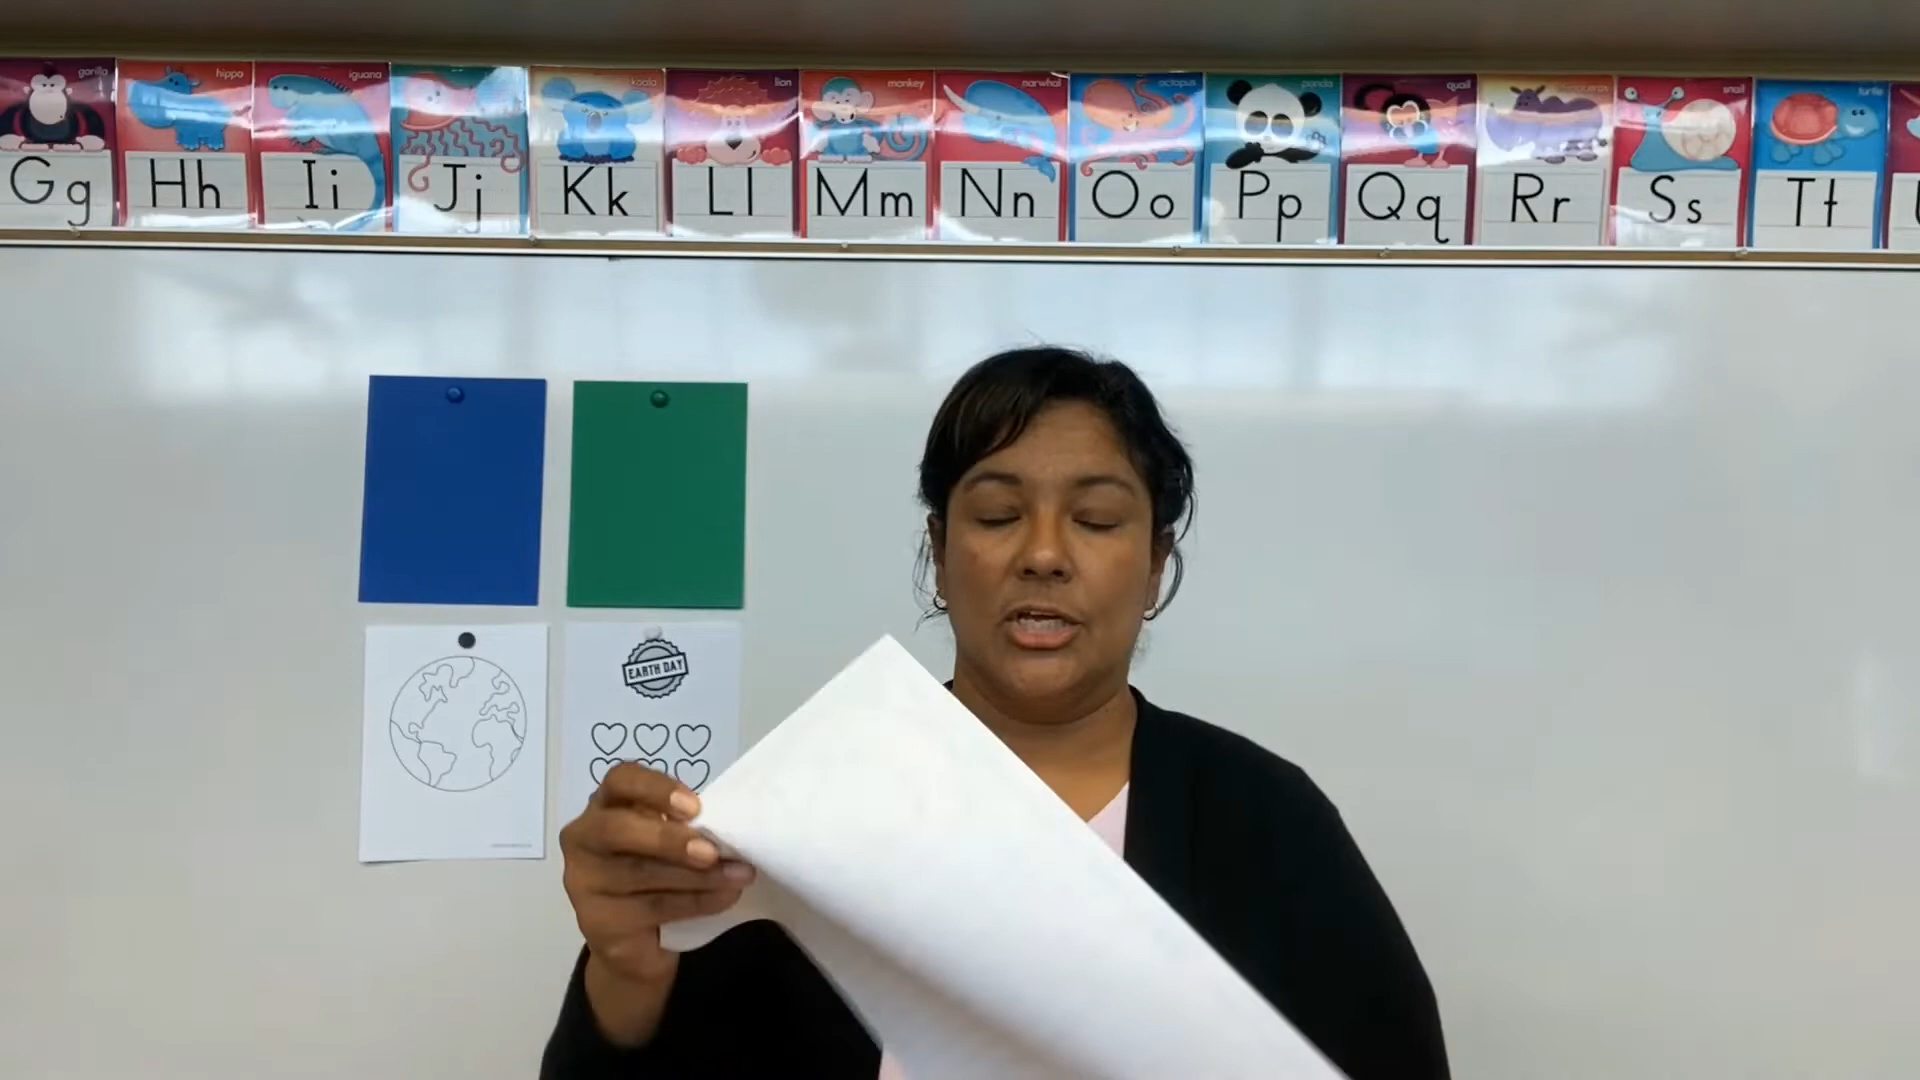 gorilla hippo iguana koala lion monkey narwhal octopus panda quail snail turtle
Gg Hh Ii Jj Kk Ll Mm Nn Oo Pp Qq Rr Ss Tt
EARTH DAY